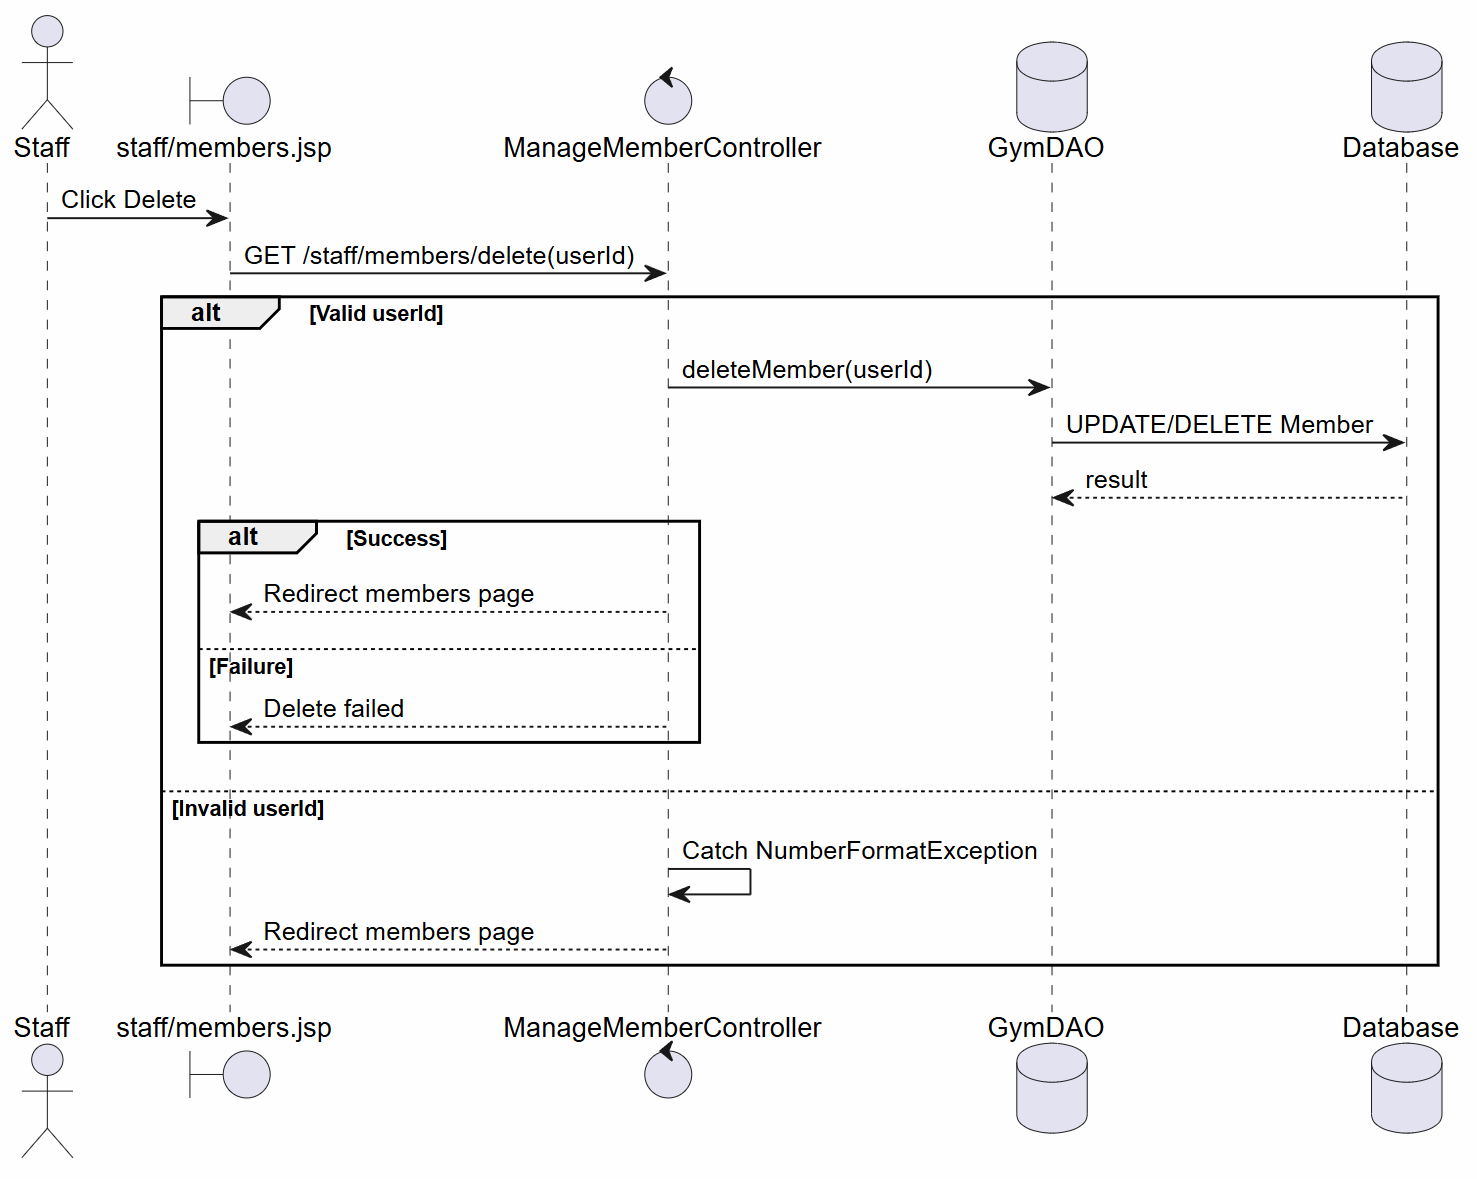 Staff
staff/members.jsp
ManageMemberController
GymDAO
Database
Click Delete
GET /staff/members/delete(userId)
alt
[Valid userId]
deleteMember(userId)
UPDATE/DELETE Member
result
alt
[Success]
Redirect members page
[Failure]
Delete failed
[Invalid userId]
Catch NumberFormatException
Redirect members page
Staff
staff/members.jsp
ManageMemberController
GymDAO
Database